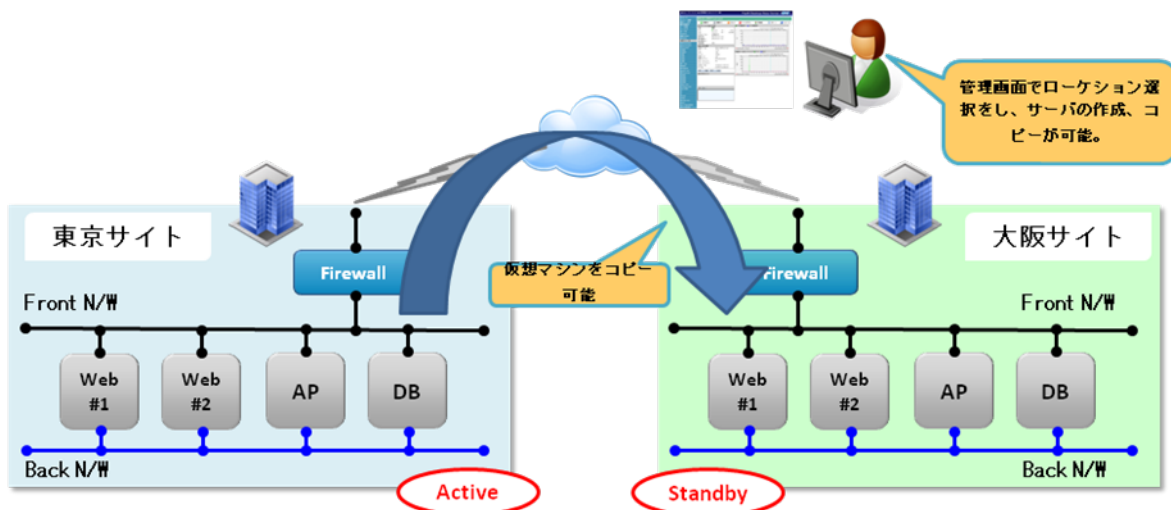 管理画面でローケション選
択をし、サーバの作成、コ
ピーが可能。
東京サイト
大阪サイト
Firewall
仮想マシンをコピー
可能
Firewall
Front N/₩
Front N/₩
Web
#1
Web
#2
AP
DB
Web
#1
Web
#2
AP
DB
Back N/₩
Back N/₩
Active
Standby